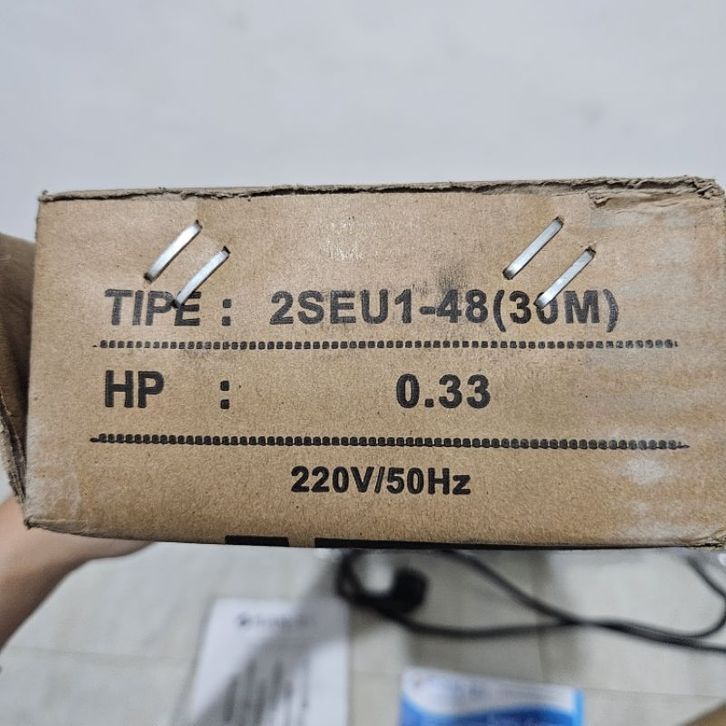 TIPE : 2SEU1-48(30M)
HP : 0.33
220V/50Hz